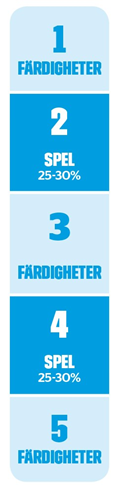 1
FÄRDIGHETER
2
SPEL
25-30%
3
FÄRDIGHETER
4
SPEL
25-30%
5
FÄRDIGHETER